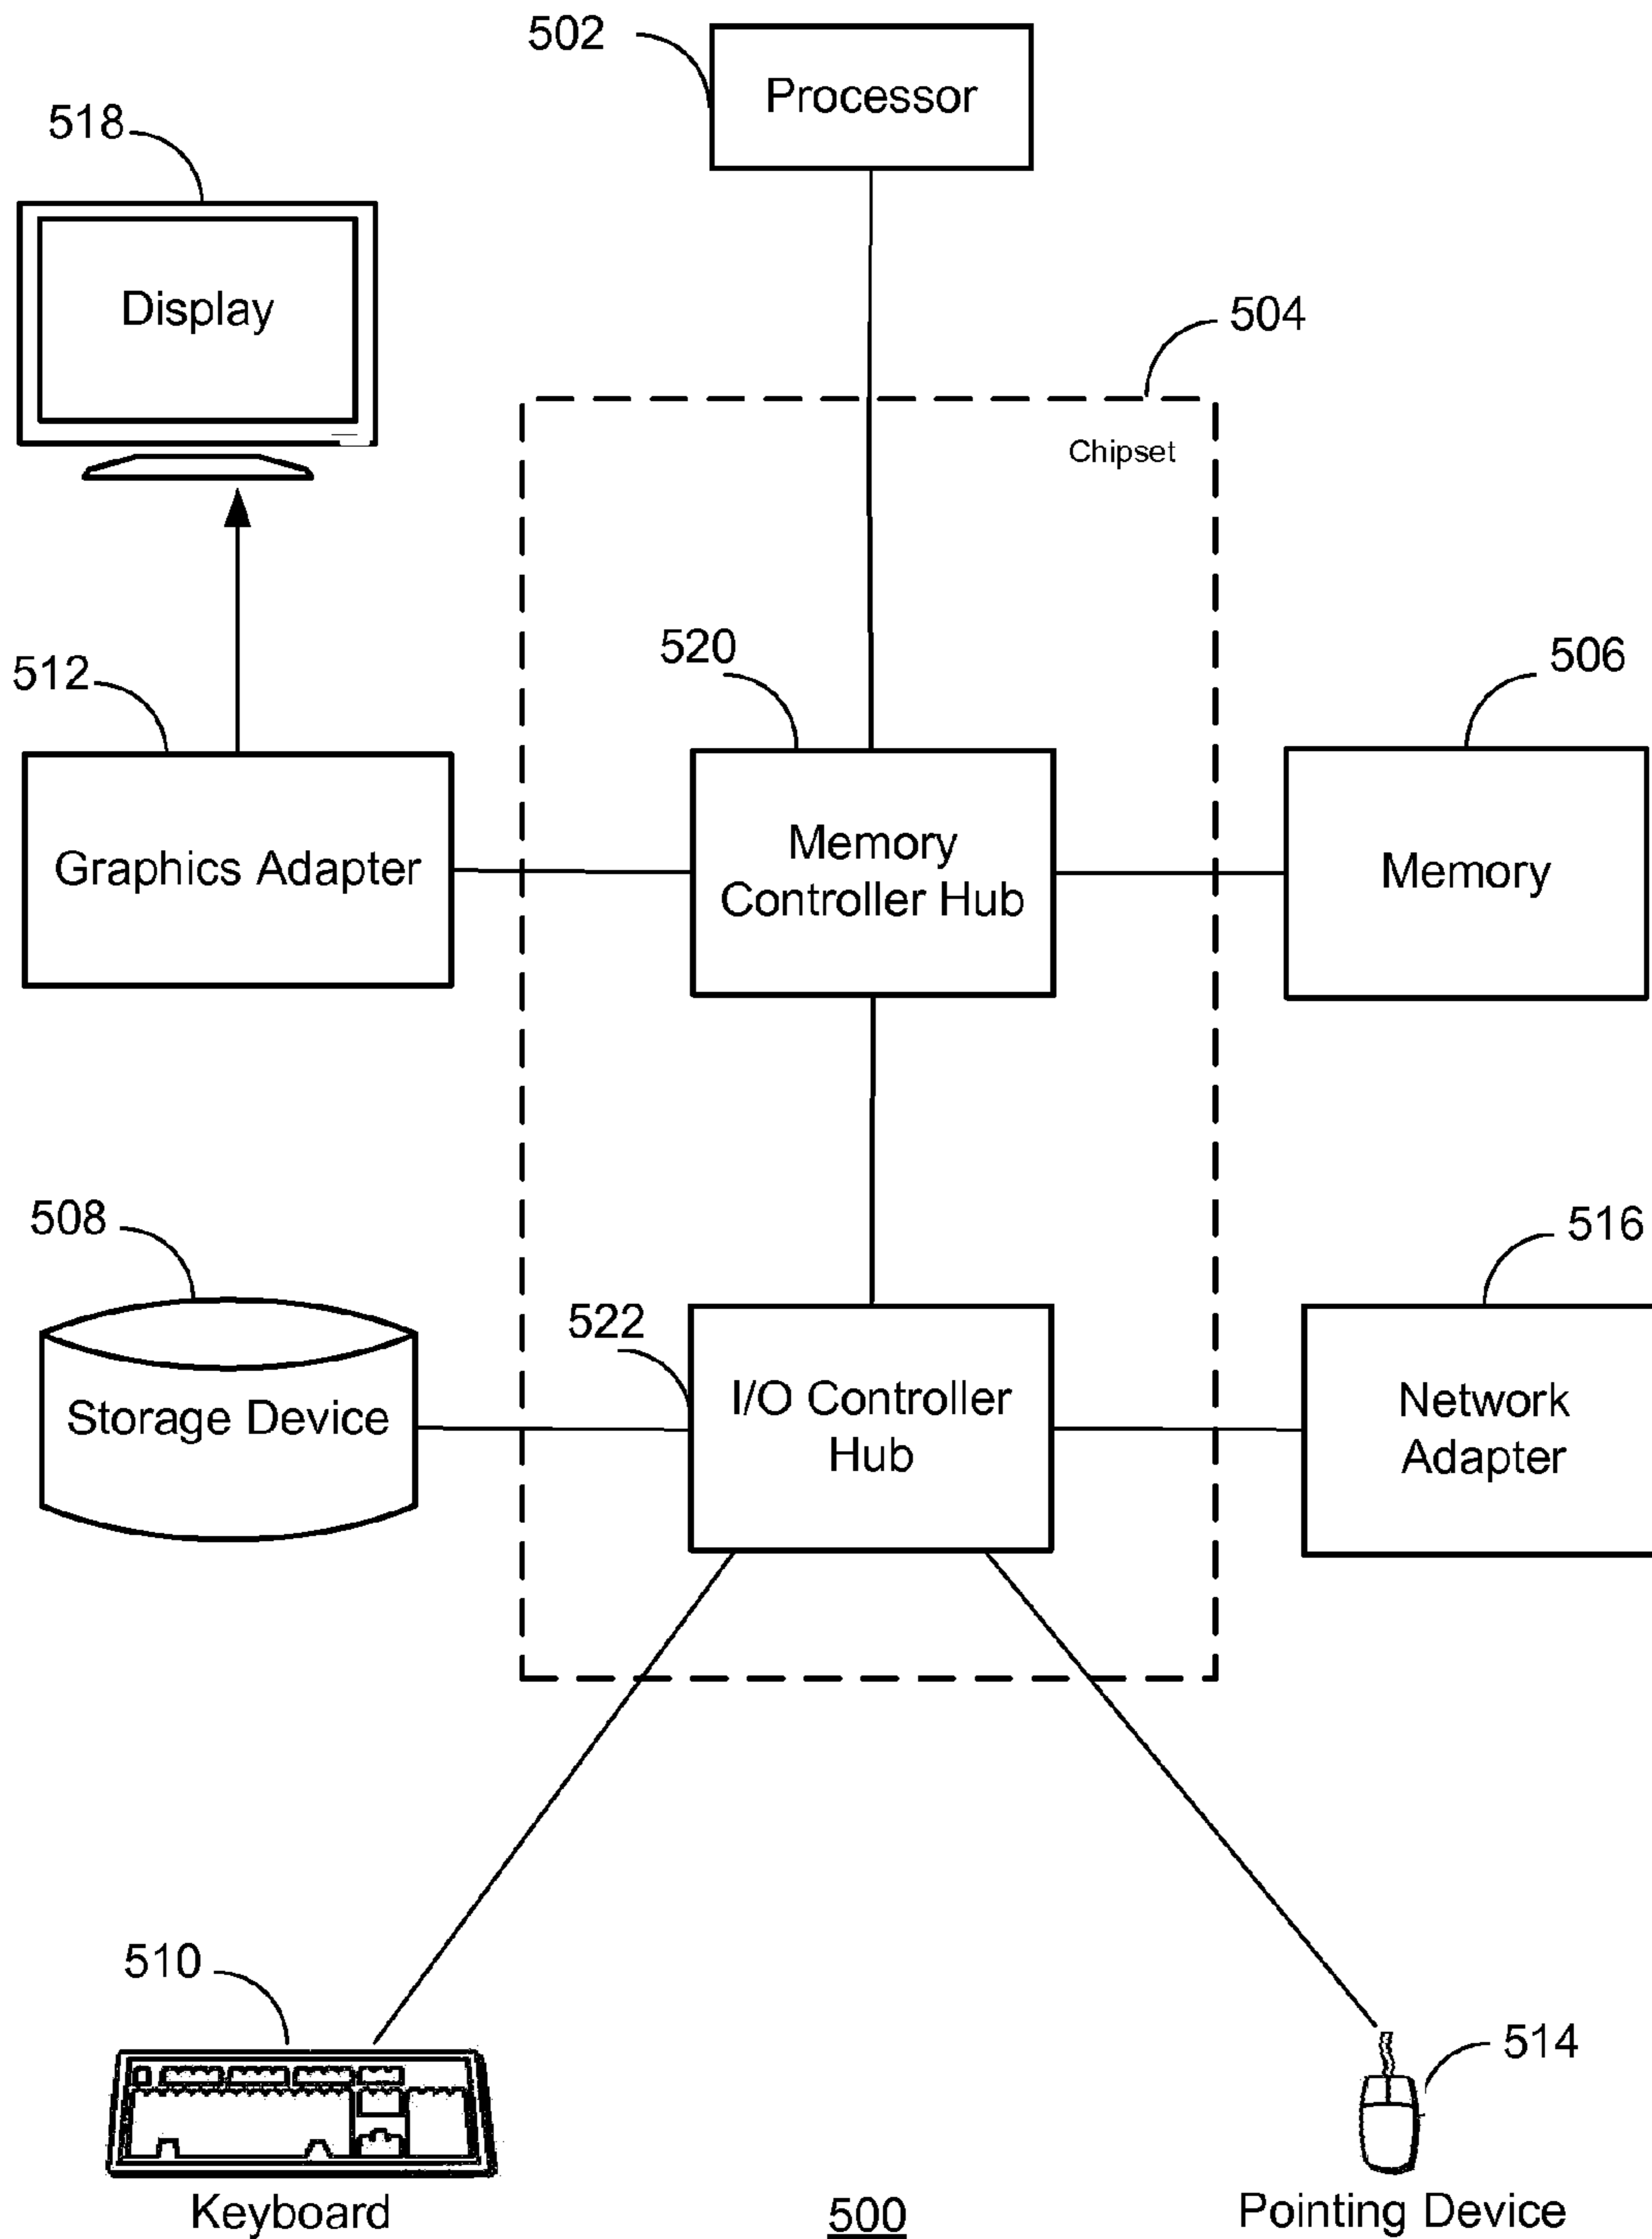 502
Processor
518
Display
504
Chipset
520
506
512
Memory
Controller Hub
Graphics Adapter
Memory
508
516
522
I/O Controller
Hub
Storage Device
Network
Adapter
510
514
Keyboard
500
Pointing Device